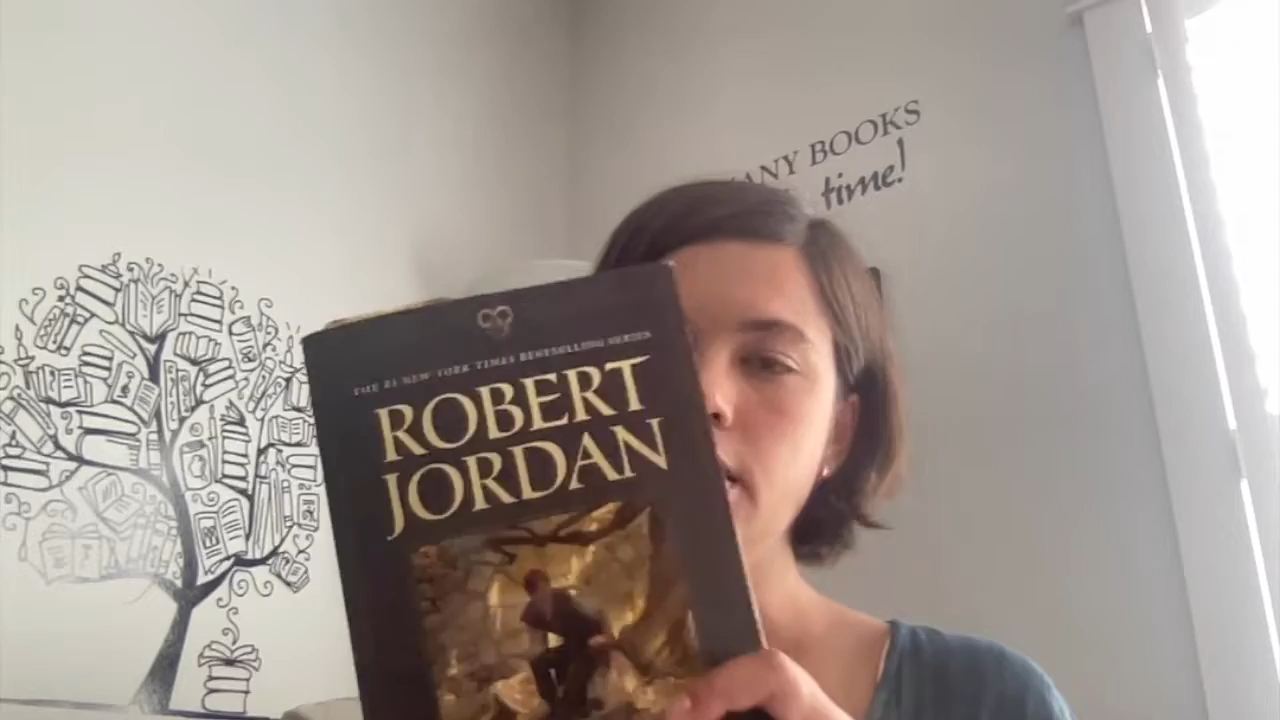 ANY BOOKS
time!
THE #1 NEW YORK TIMES BESTSELLING SERIES
ROBERT
JORDAN